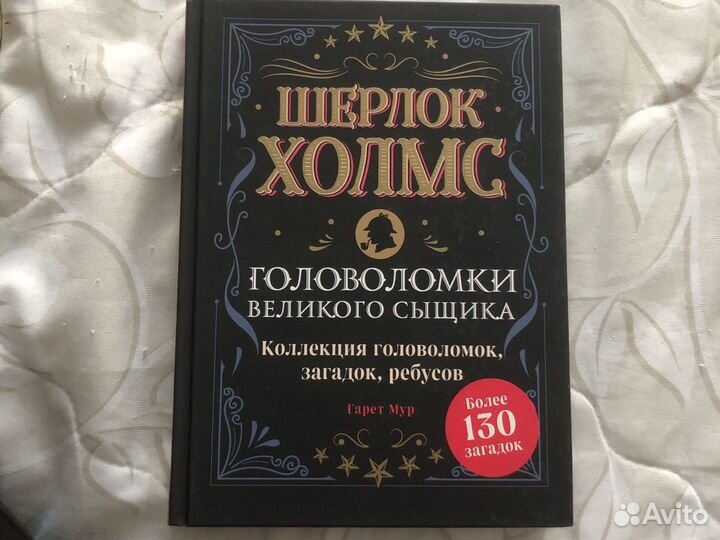 ШЕРЛОК
ХОЛМС
ГОЛОВОЛОМКИ
ВЕЛИКОГО СЫЩИКА
Коллекция головоломок,
загадок, ребусов
Гарет Мур
Более
130
загадок
Avito